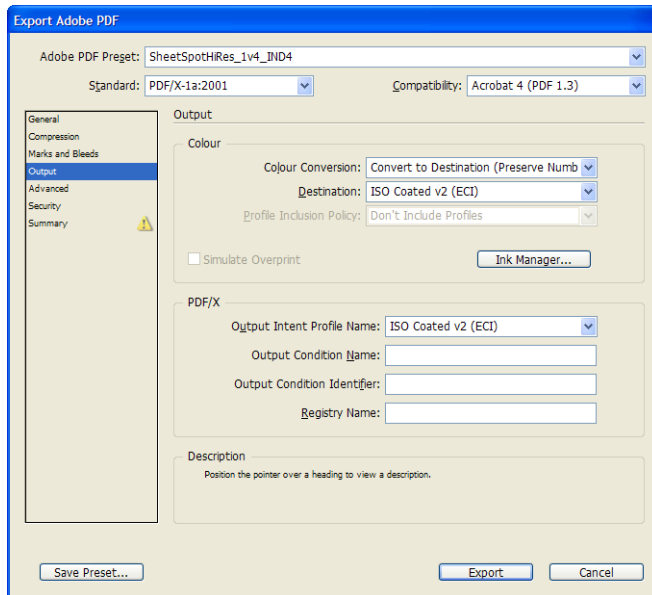 Export Adobe PDF
Adobe PDF Preset: SheetSpotHiRes_1v4_IND4
Standard: PDF/X-1a:2001 Compatibility: Acrobat 4 (PDF 1.3)
General
Compression
Marks and Bleeds
Output
Advanced
Security
Summary
Output
Colour
Colour Conversion: Convert to Destination (Preserve Numb
Destination: ISO Coated v2 (ECI)
Profile Inclusion Policy: Don't Include Profiles
Simulate Overprint Ink Manager...
PDF/X
Output Intent Profile Name: ISO Coated v2 (ECI)
Output Condition Name:
Output Condition Identifier:
Registry Name:
Description
Position the pointer over a heading to view a description.
Save Preset... Export Cancel